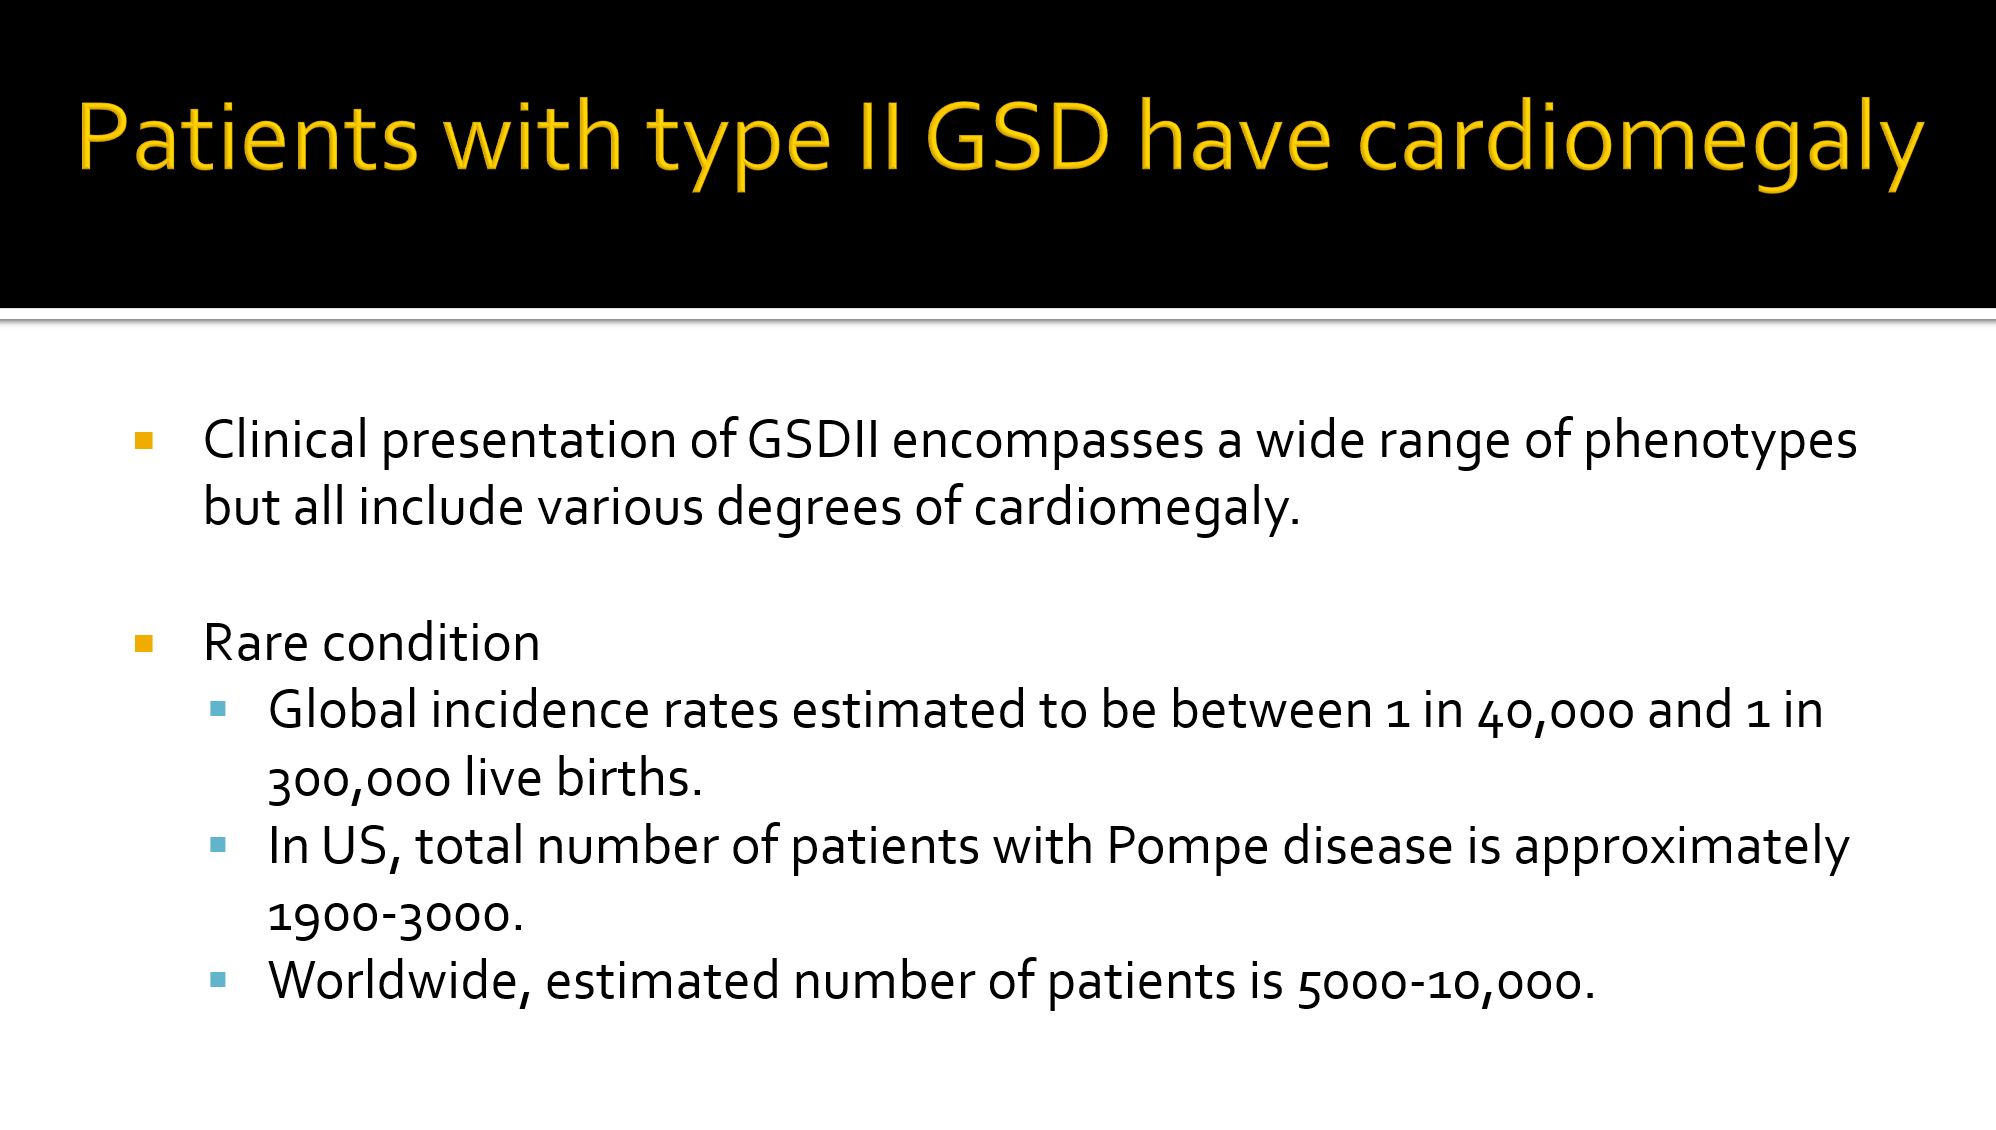 Patients with type II GSD have cardiomegaly
Clinical presentation of GSDII encompasses a wide range of phenotypes
but all include various degrees of cardiomegaly.
Rare condition
Global incidence rates estimated to be between 1 in 40,000 and 1 in
300,000 live births.
In US, total number of patients with Pompe disease is approximately
1900-3000.
Worldwide, estimated number of patients is 5000-10,000.